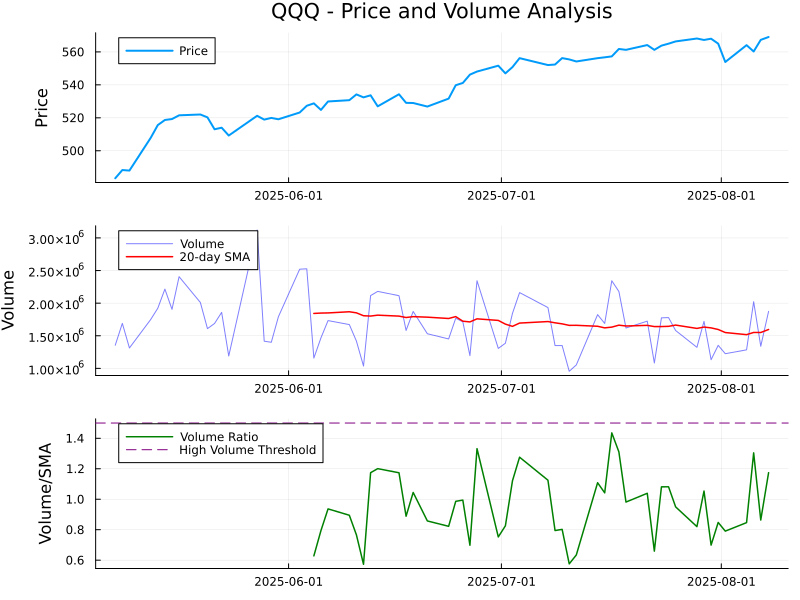 QQQ - Price and Volume Analysis
Price
560
540
520
500
Price
2025-06-01
2025-07-01
2025-08-01
Volume
20-day SMA
3.00×10⁶
2.50×10⁶
2.00×10⁶
1.50×10⁶
1.00×10⁶
Volume
2025-06-01
2025-07-01
2025-08-01
Volume Ratio
High Volume Threshold
1.4
1.2
1.0
0.8
0.6
Volume/SMA
2025-06-01
2025-07-01
2025-08-01